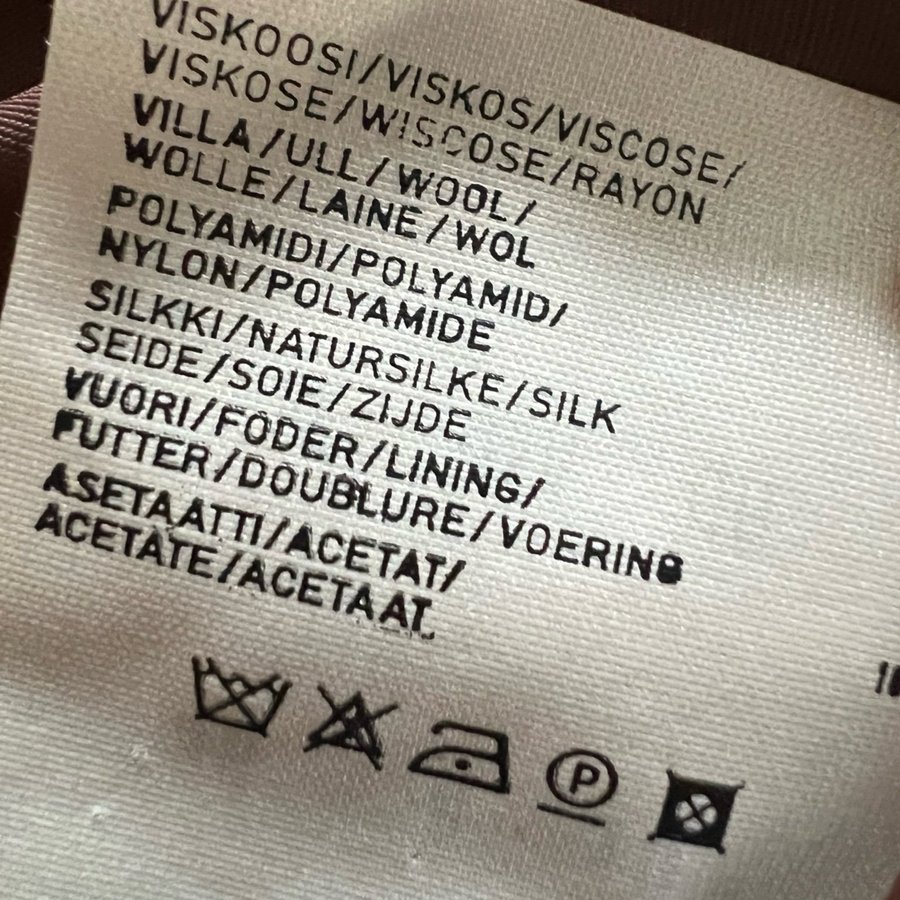 VISKOOSI/VISKOS/VISCOSE/
VISKOSE/WISCOSE/RAYON
VILLA/ULL/WOOL/
WOLLE/LAINE/WOL
POLYAMIDI/POLYAMID/
NYLON/POLYAMIDE
SILKKI/NATURSILKE/SILK
SEIDE/SOIE/ZIJDE
VUORI/FODER/LINING/
FUTTER/DOUBLURE/VOERING
ASETAATTI/ACETAT/
ACETATE/ACETAAT
P